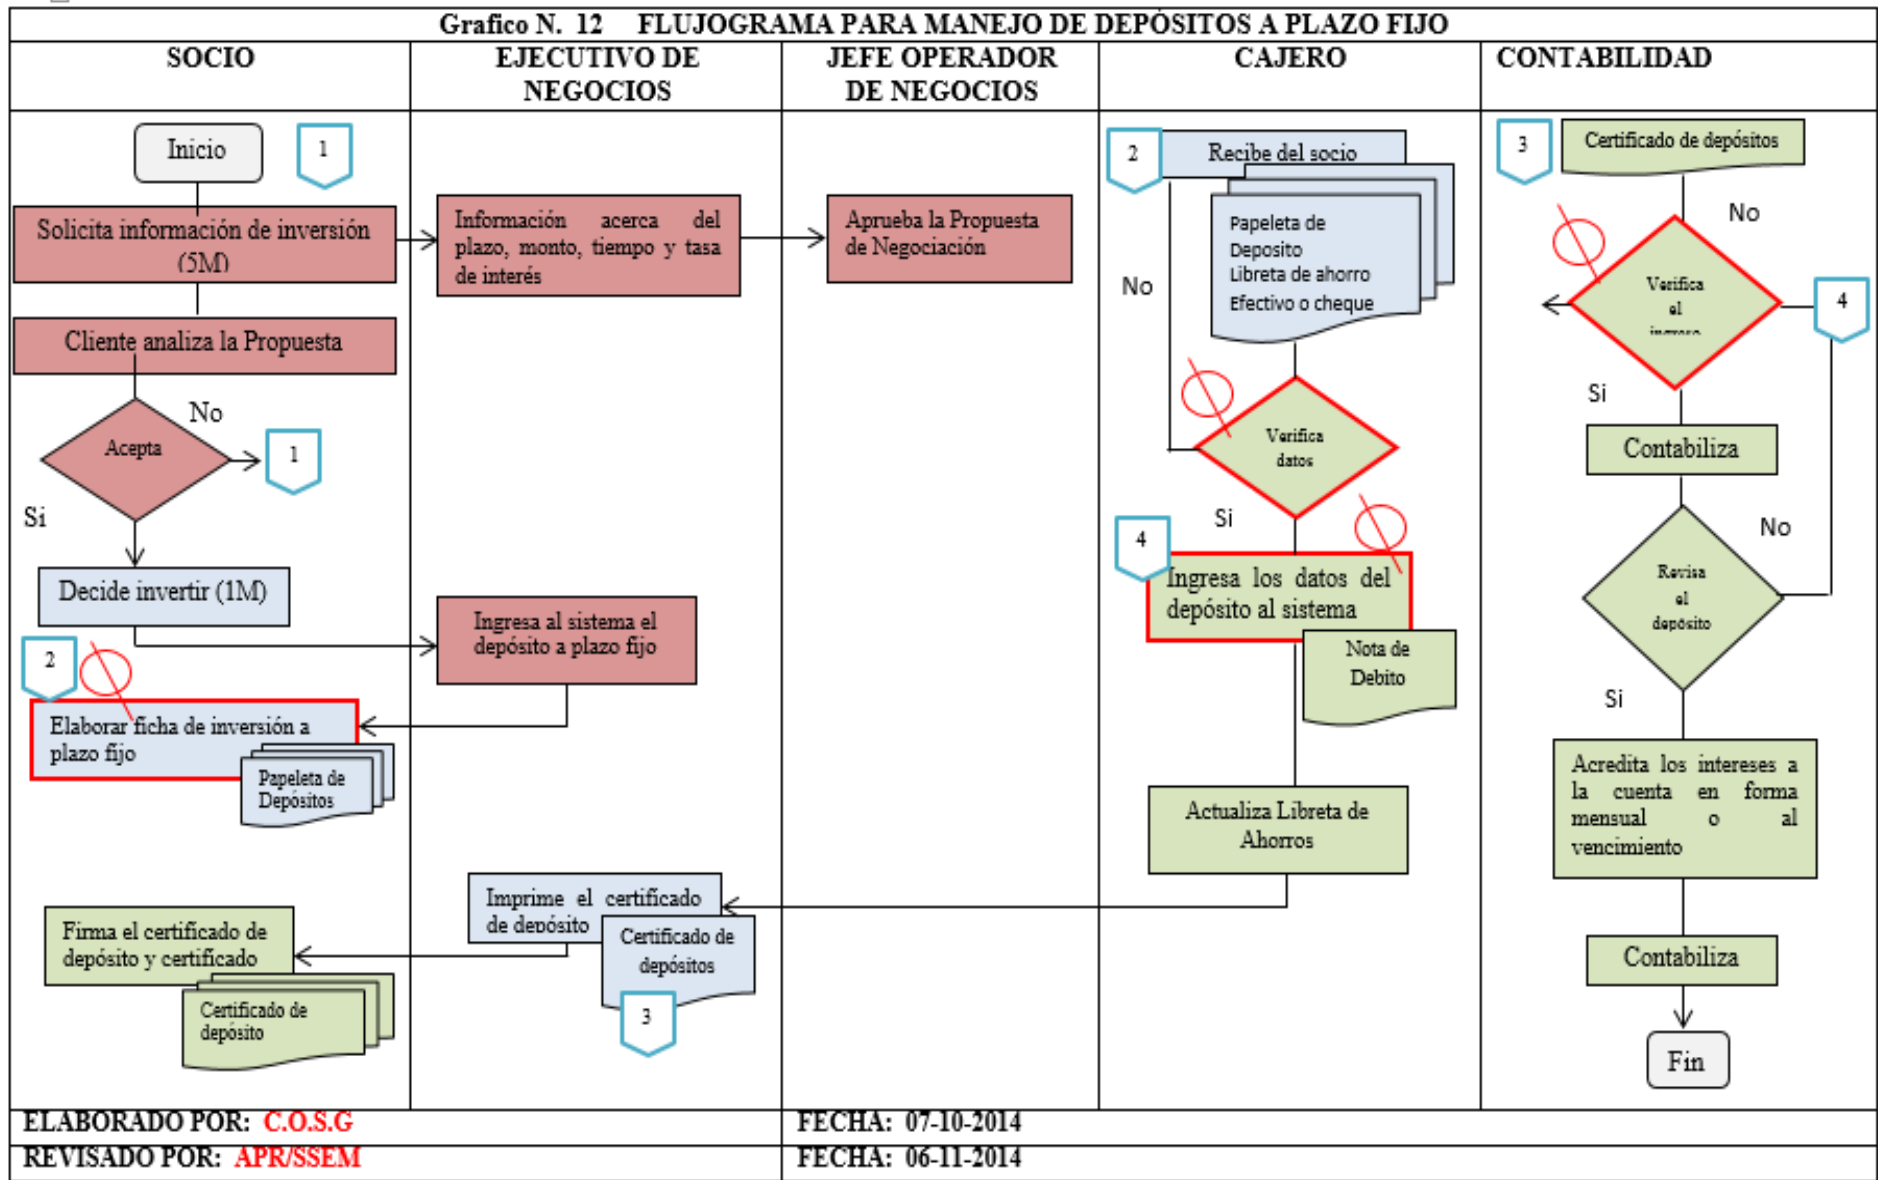 Grafico N. 12 FLUJOGRAMA PARA MANEJO DE DEPÓSITOS A PLAZO FIJO
SOCIO
EJECUTIVO DE
NEGOCIOS
JEFE OPERADOR
DE NEGOCIOS
CAJERO
CONTABILIDAD
Inicio
1
Solicita información de inversión
(5M)
Cliente analiza la Propuesta
Acepta
No
1
Si
Decide invertir (1M)
2
Elaborar ficha de inversión a
plazo fijo
Papeleta de
Depósitos
Firma el certificado de
depósito y certificado
Certificado de
depósito
Información acerca del
plazo, monto, tiempo y tasa
de interés
Ingresa al sistema el
depósito a plazo fijo
Imprime el certificado
de depósito
Certificado de
depósitos
3
Aprueba la Propuesta
de Negociación
2
Recibe del socio
Papeleta de
Deposito
Libreta de ahorro
Efectivo o cheque
No
Verifica
datos
Si
4
Ingresa los datos del
depósito al sistema
Nota de
Debito
Actualiza Libreta de
Ahorros
3
Certificado de depósitos
No
Verifica
el
ingreso
4
Si
Contabiliza
No
Revisa
el
depósito
Si
Acredita los intereses a
la cuenta en forma
mensual o al
vencimiento
Contabiliza
Fin
ELABORADO POR: C.O.S.G
FECHA: 07-10-2014
REVISADO POR: APR/SSEM
FECHA: 06-11-2014